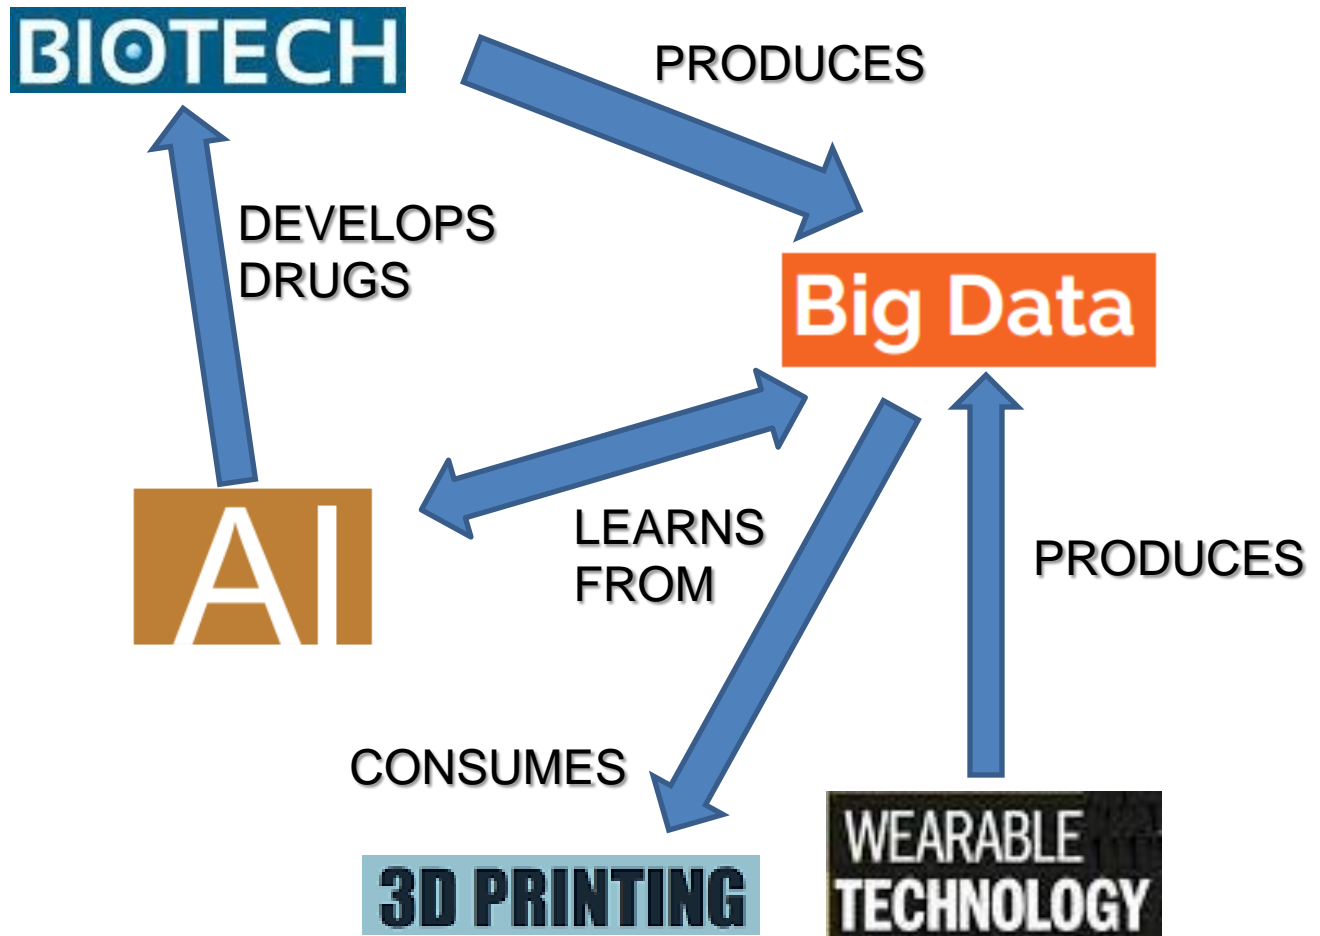 BIOTECH
PRODUCES
DEVELOPS
DRUGS
Big Data
AI
LEARNS
FROM
PRODUCES
CONSUMES
3D PRINTING
WEARABLE
TECHNOLOGY